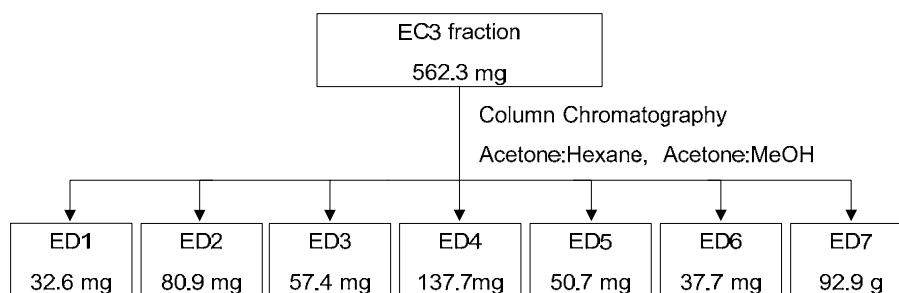 EC3 fraction
562.3 mg
Column Chromatography
Acetone:Hexane, Acetone:MeOH
ED1 ED2 ED3 ED4 ED5 ED6 ED7
32.6 mg 80.9 mg 57.4 mg 137.7mg 50.7 mg 37.7 mg 92.9 g